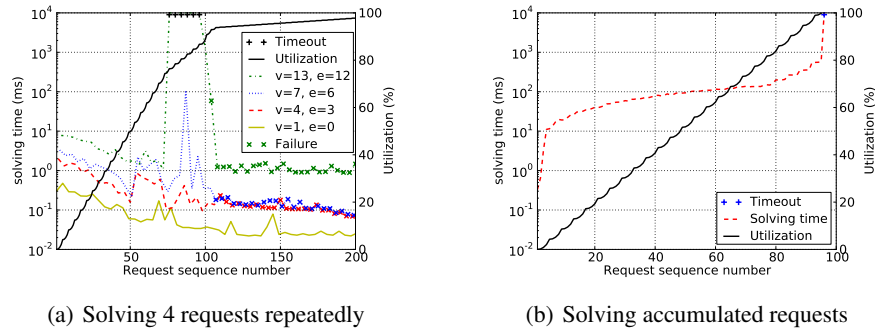 10^4
10^3
10^2
10^1
10^0
10^-1
10^-2
solving time (ms)
50
100
150
200
Request sequence number
100
80
60
40
20
0
Utilization (%)
Timeout
Utilization
v=13, e=12
v=7, e=6
v=4, e=3
v=1, e=0
Failure
(a) Solving 4 requests repeatedly
10^4
10^3
10^2
10^1
10^0
10^-1
10^-2
solving time (ms)
20
40
60
80
100
Request sequence number
100
80
60
40
20
0
Utilization (%)
Timeout
Solving time
Utilization
(b) Solving accumulated requests